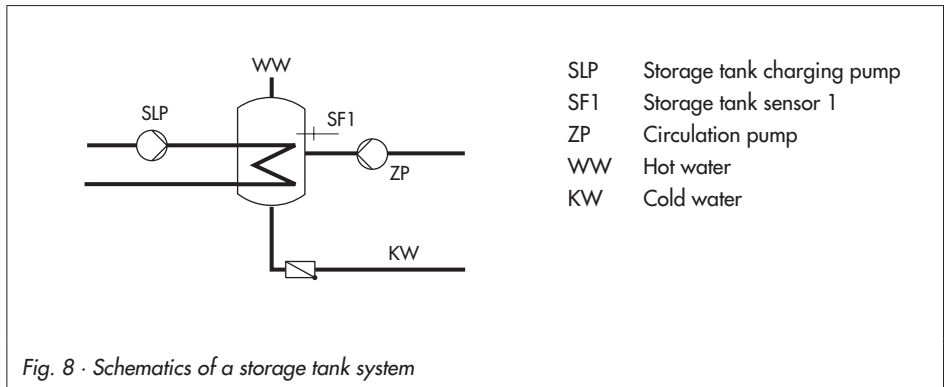 WW
SLP
SF1
ZP
KW
SLP Storage tank charging pump
SF1 Storage tank sensor 1
ZP Circulation pump
WW Hot water
KW Cold water
Fig. 8 · Schematics of a storage tank system